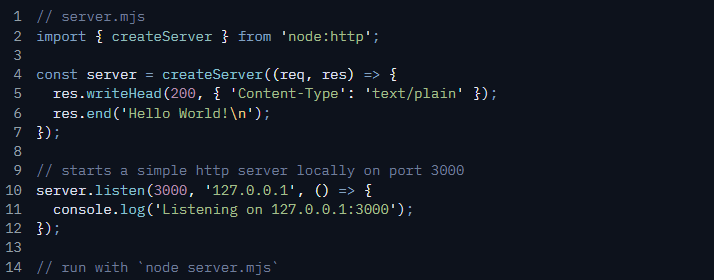 1 // server.mjs
2 import { createServer } from 'node:http';
3
4 const server = createServer((req, res) => {
5   res.writeHead(200, { 'Content-Type': 'text/plain' });
6   res.end('Hello World!\n');
7 });
8
9 // starts a simple http server locally on port 3000
10 server.listen(3000, '127.0.0.1', () => {
11   console.log('Listening on 127.0.0.1:3000');
12 });
13
14 // run with `node server.mjs`